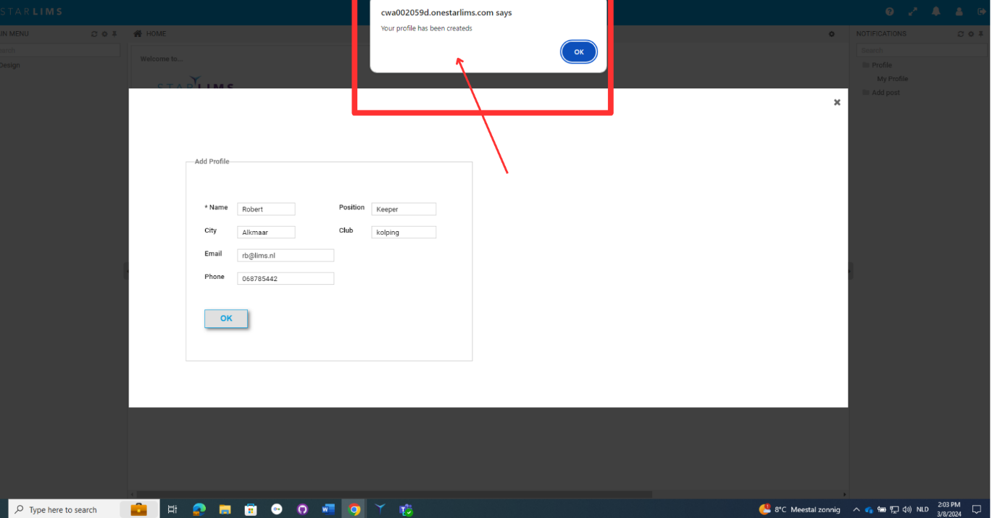 STARLIMS
cwa002059d.onestarlims.com says
Your profile has been createds
OK
AIN MENU
HOME
NOTIFICATIONS
earch
Search
Design
Welcome to...
STARLIMS
Profile
My Profile
Add post
Add Profile
* Name Robert Position Keeper
City Alkmaar Club kolping
Email rb@lims.nl
Phone 068785442
OK
Type here to search
8°C Meestal zonnig
NLD
2:03 PM
3/8/2024